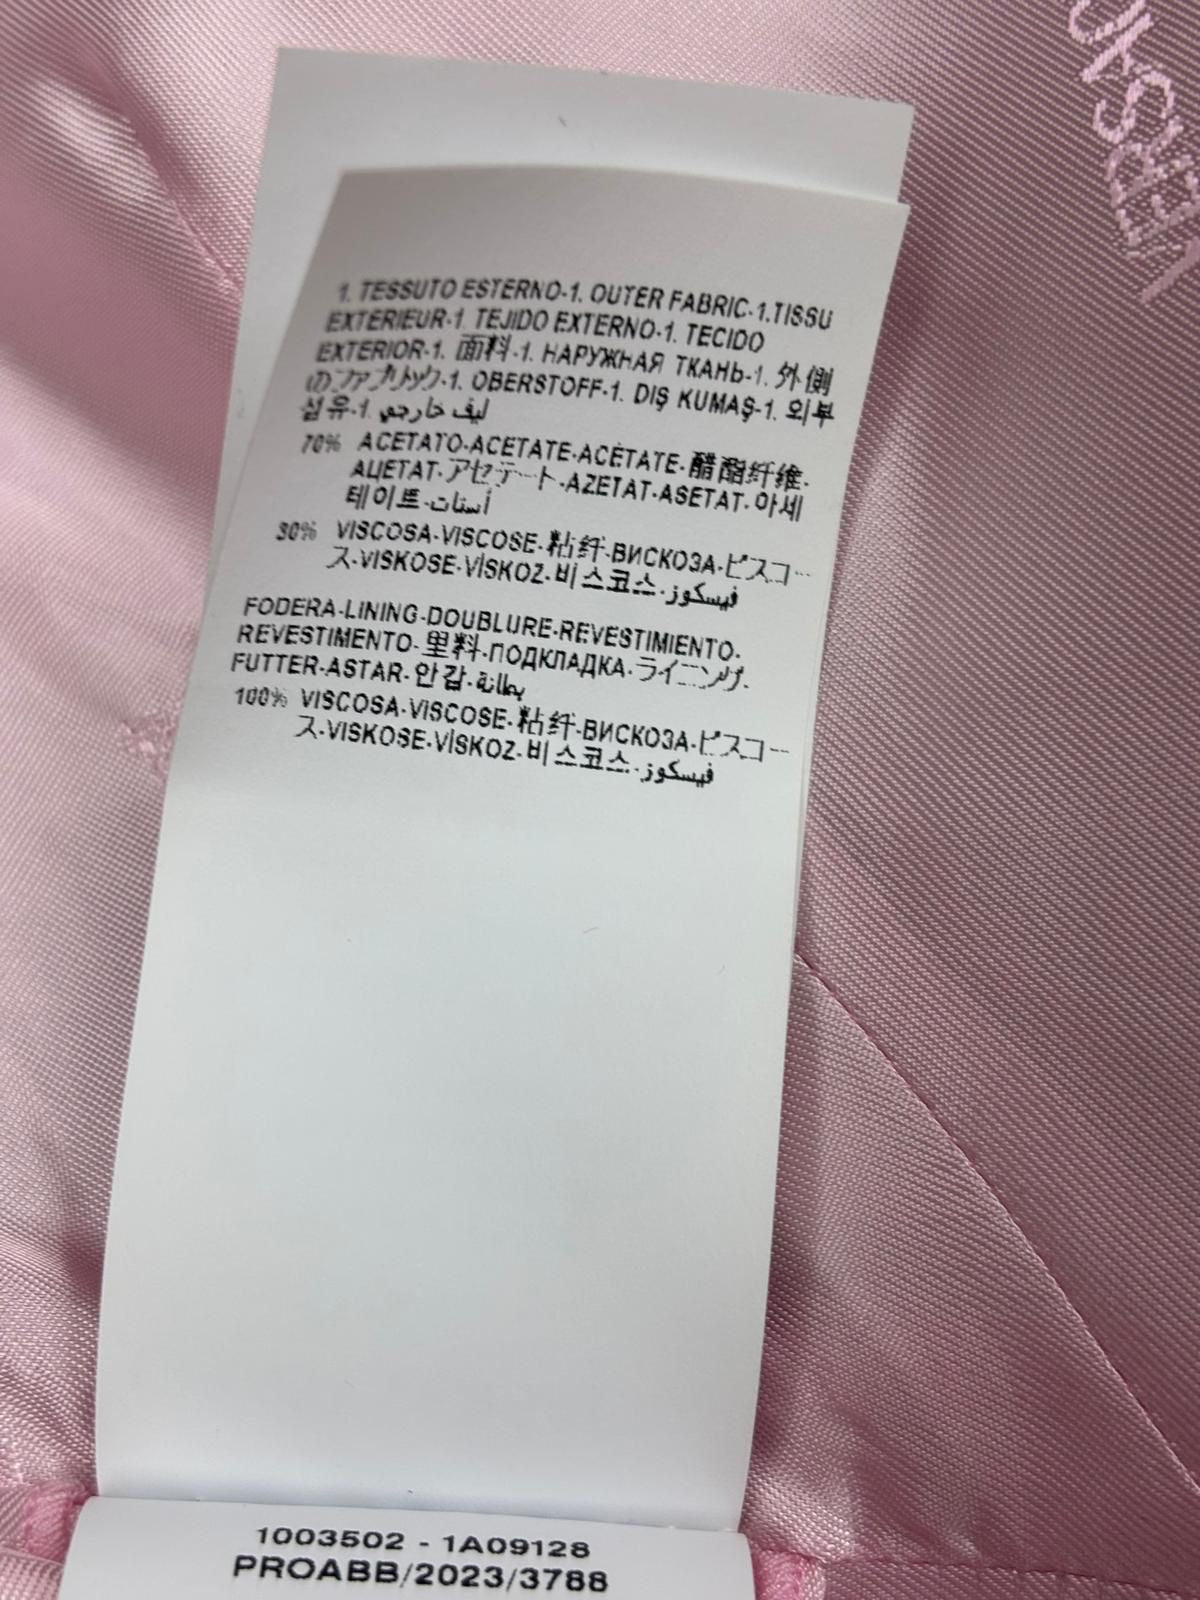 1. TESSUTO ESTERNO-1. OUTER FABRIC-1.TISSU
EXTERIEUR-1. TEJIDO EXTERNO-1. TECIDO
EXTERIOR-1. 面料-1. НАРУЖНАЯ ТКАНЬ-1. 外側
のファブリック-1. OBERSTOFF-1. DIŞ KUMAŞ-1. 외부
섬유-1. ليف خارجي
70% ACETATO-ACETATE-ACÉTATE-醋酯纤维-
АЦЕТАТ-アセテート-AZETAT-ASETAT-아세
테이트-أستات
30% VISCOSA-VISCOSE-粘纤-ВИСКОЗА-ビスコー
ス-VISKOSE-VİSKOZ-비스코스-فيسكوز
FODERA-LINING-DOUBLURE-REVESTIMIENTO-
REVESTIMENTO-里料-ПОДКЛАДКА-ライニング-
FUTTER-ASTAR-안감-بطانة
100% VISCOSA-VISCOSE-粘纤-ВИСКОЗА-ビスコー
ス-VISKOSE-VİSKOZ-비스코스-فيسكوز
1003502 - 1A09128
PROABB/2023/3788